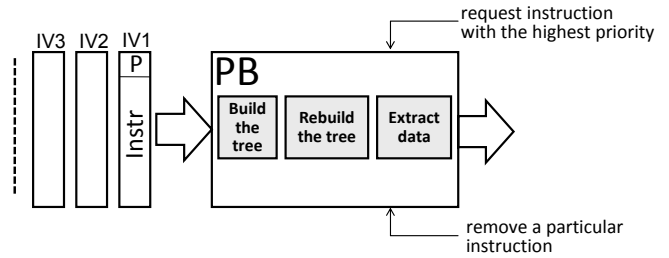 request instruction
with the highest priority
IV3 IV2 IV1
P
Instr
PB
Build
the
tree
Rebuild
the tree
Extract
data
remove a particular
instruction